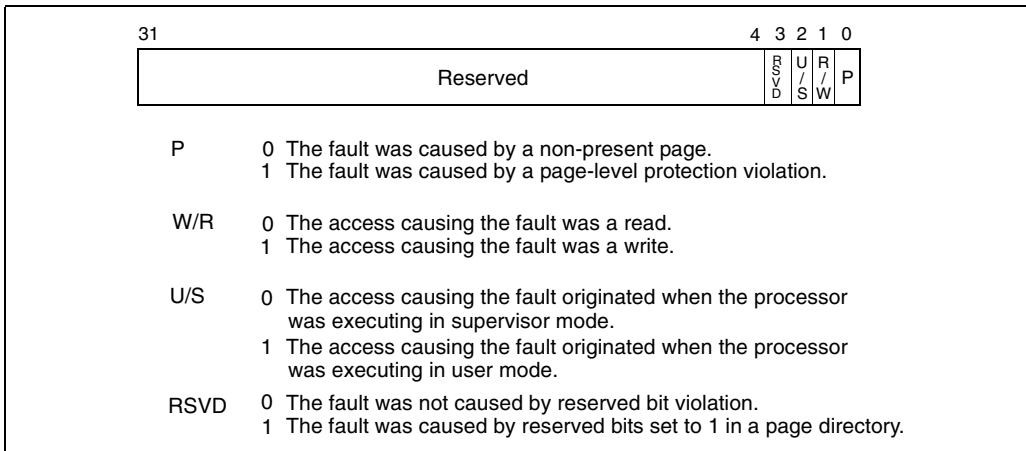 31 4 3 2 1 0
Reserved RSVD U/S R/W P
P 0 The fault was caused by a non-present page.
1 The fault was caused by a page-level protection violation.
W/R 0 The access causing the fault was a read.
1 The access causing the fault was a write.
U/S 0 The access causing the fault originated when the processor
was executing in supervisor mode.
1 The access causing the fault originated when the processor
was executing in user mode.
RSVD 0 The fault was not caused by reserved bit violation.
1 The fault was caused by reserved bits set to 1 in a page directory.